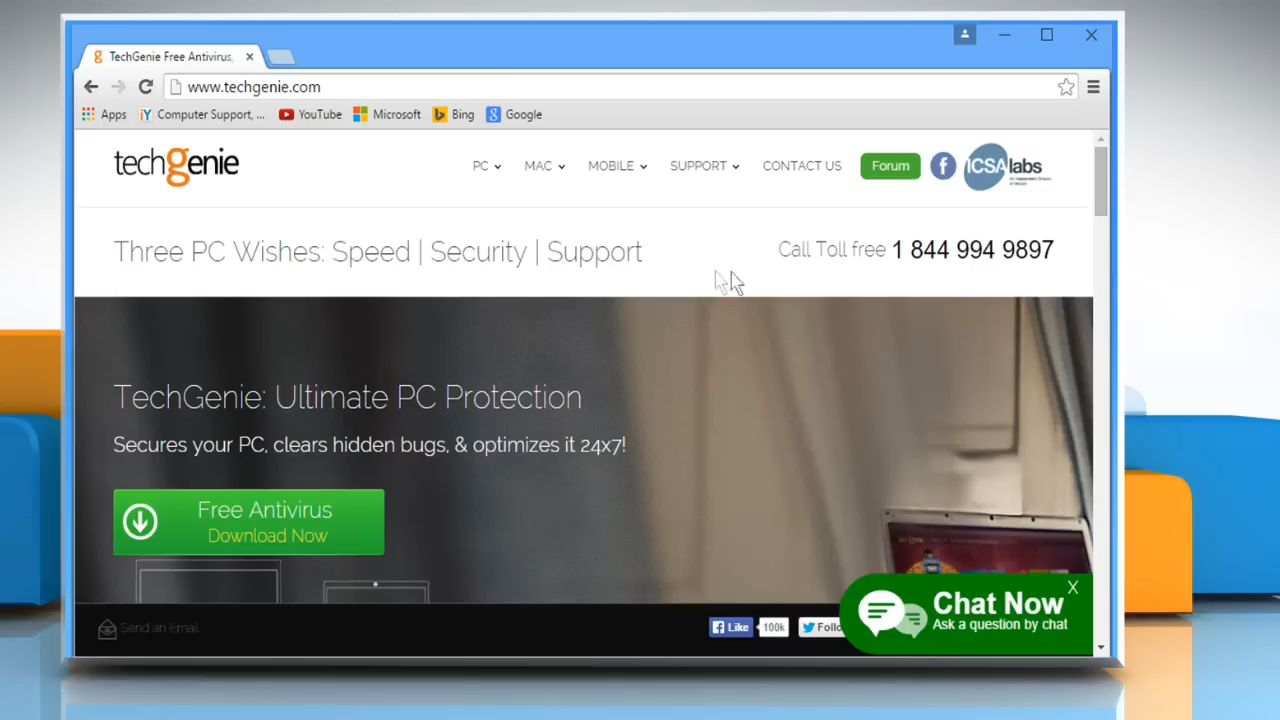 TechGenie Free Antivirus,
www.techgenie.com
Apps
Computer Support, ...
YouTube
Microsoft
Bing
Google
techgenie
PC
MAC
MOBILE
SUPPORT
CONTACT US
Forum
ICSAlabs
Three PC Wishes: Speed | Security | Support
Call Toll free 1 844 994 9897
TechGenie: Ultimate PC Protection
Secures your PC, clears hidden bugs, & optimizes it 24x7!
Free Antivirus
Download Now
Send an Email
Like
100k
Chat Now
X
Ask a question by chat